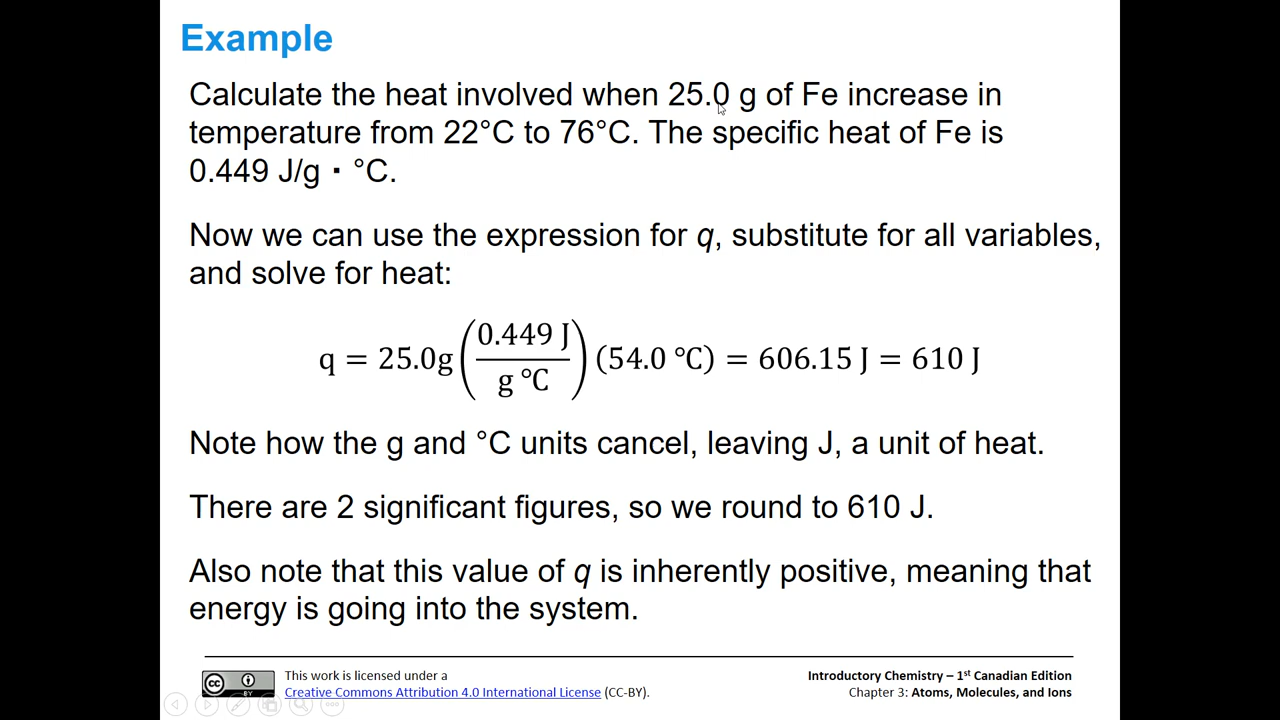 Example
Calculate the heat involved when 25.0 g of Fe increase in
temperature from 22°C to 76°C. The specific heat of Fe is
0.449 J/g · °C.
Now we can use the expression for q, substitute for all variables,
and solve for heat:
q = 25.0g (0.449 J / g °C) (54.0 °C) = 606.15 J = 610 J
Note how the g and °C units cancel, leaving J, a unit of heat.
There are 2 significant figures, so we round to 610 J.
Also note that this value of q is inherently positive, meaning that
energy is going into the system.
cc BY
This work is licensed under a
Creative Commons Attribution 4.0 International License (CC-BY).
Introductory Chemistry – 1st Canadian Edition
Chapter 3: Atoms, Molecules, and Ions